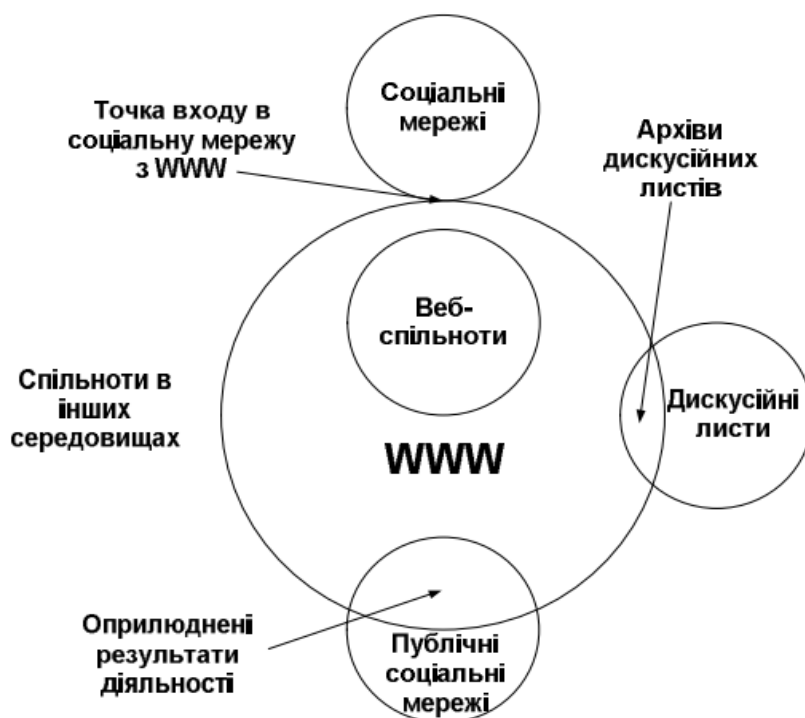 Соціальні
мережі
Точка входу в
соціальну мережу
з WWW
Архіви
дискусійних
листів
Веб-
спільноти
Спільноти в
інших
середовищах
Дискусійні
листи
WWW
Оприлюднені
результати
діяльності
Публічні
соціальні
мережі